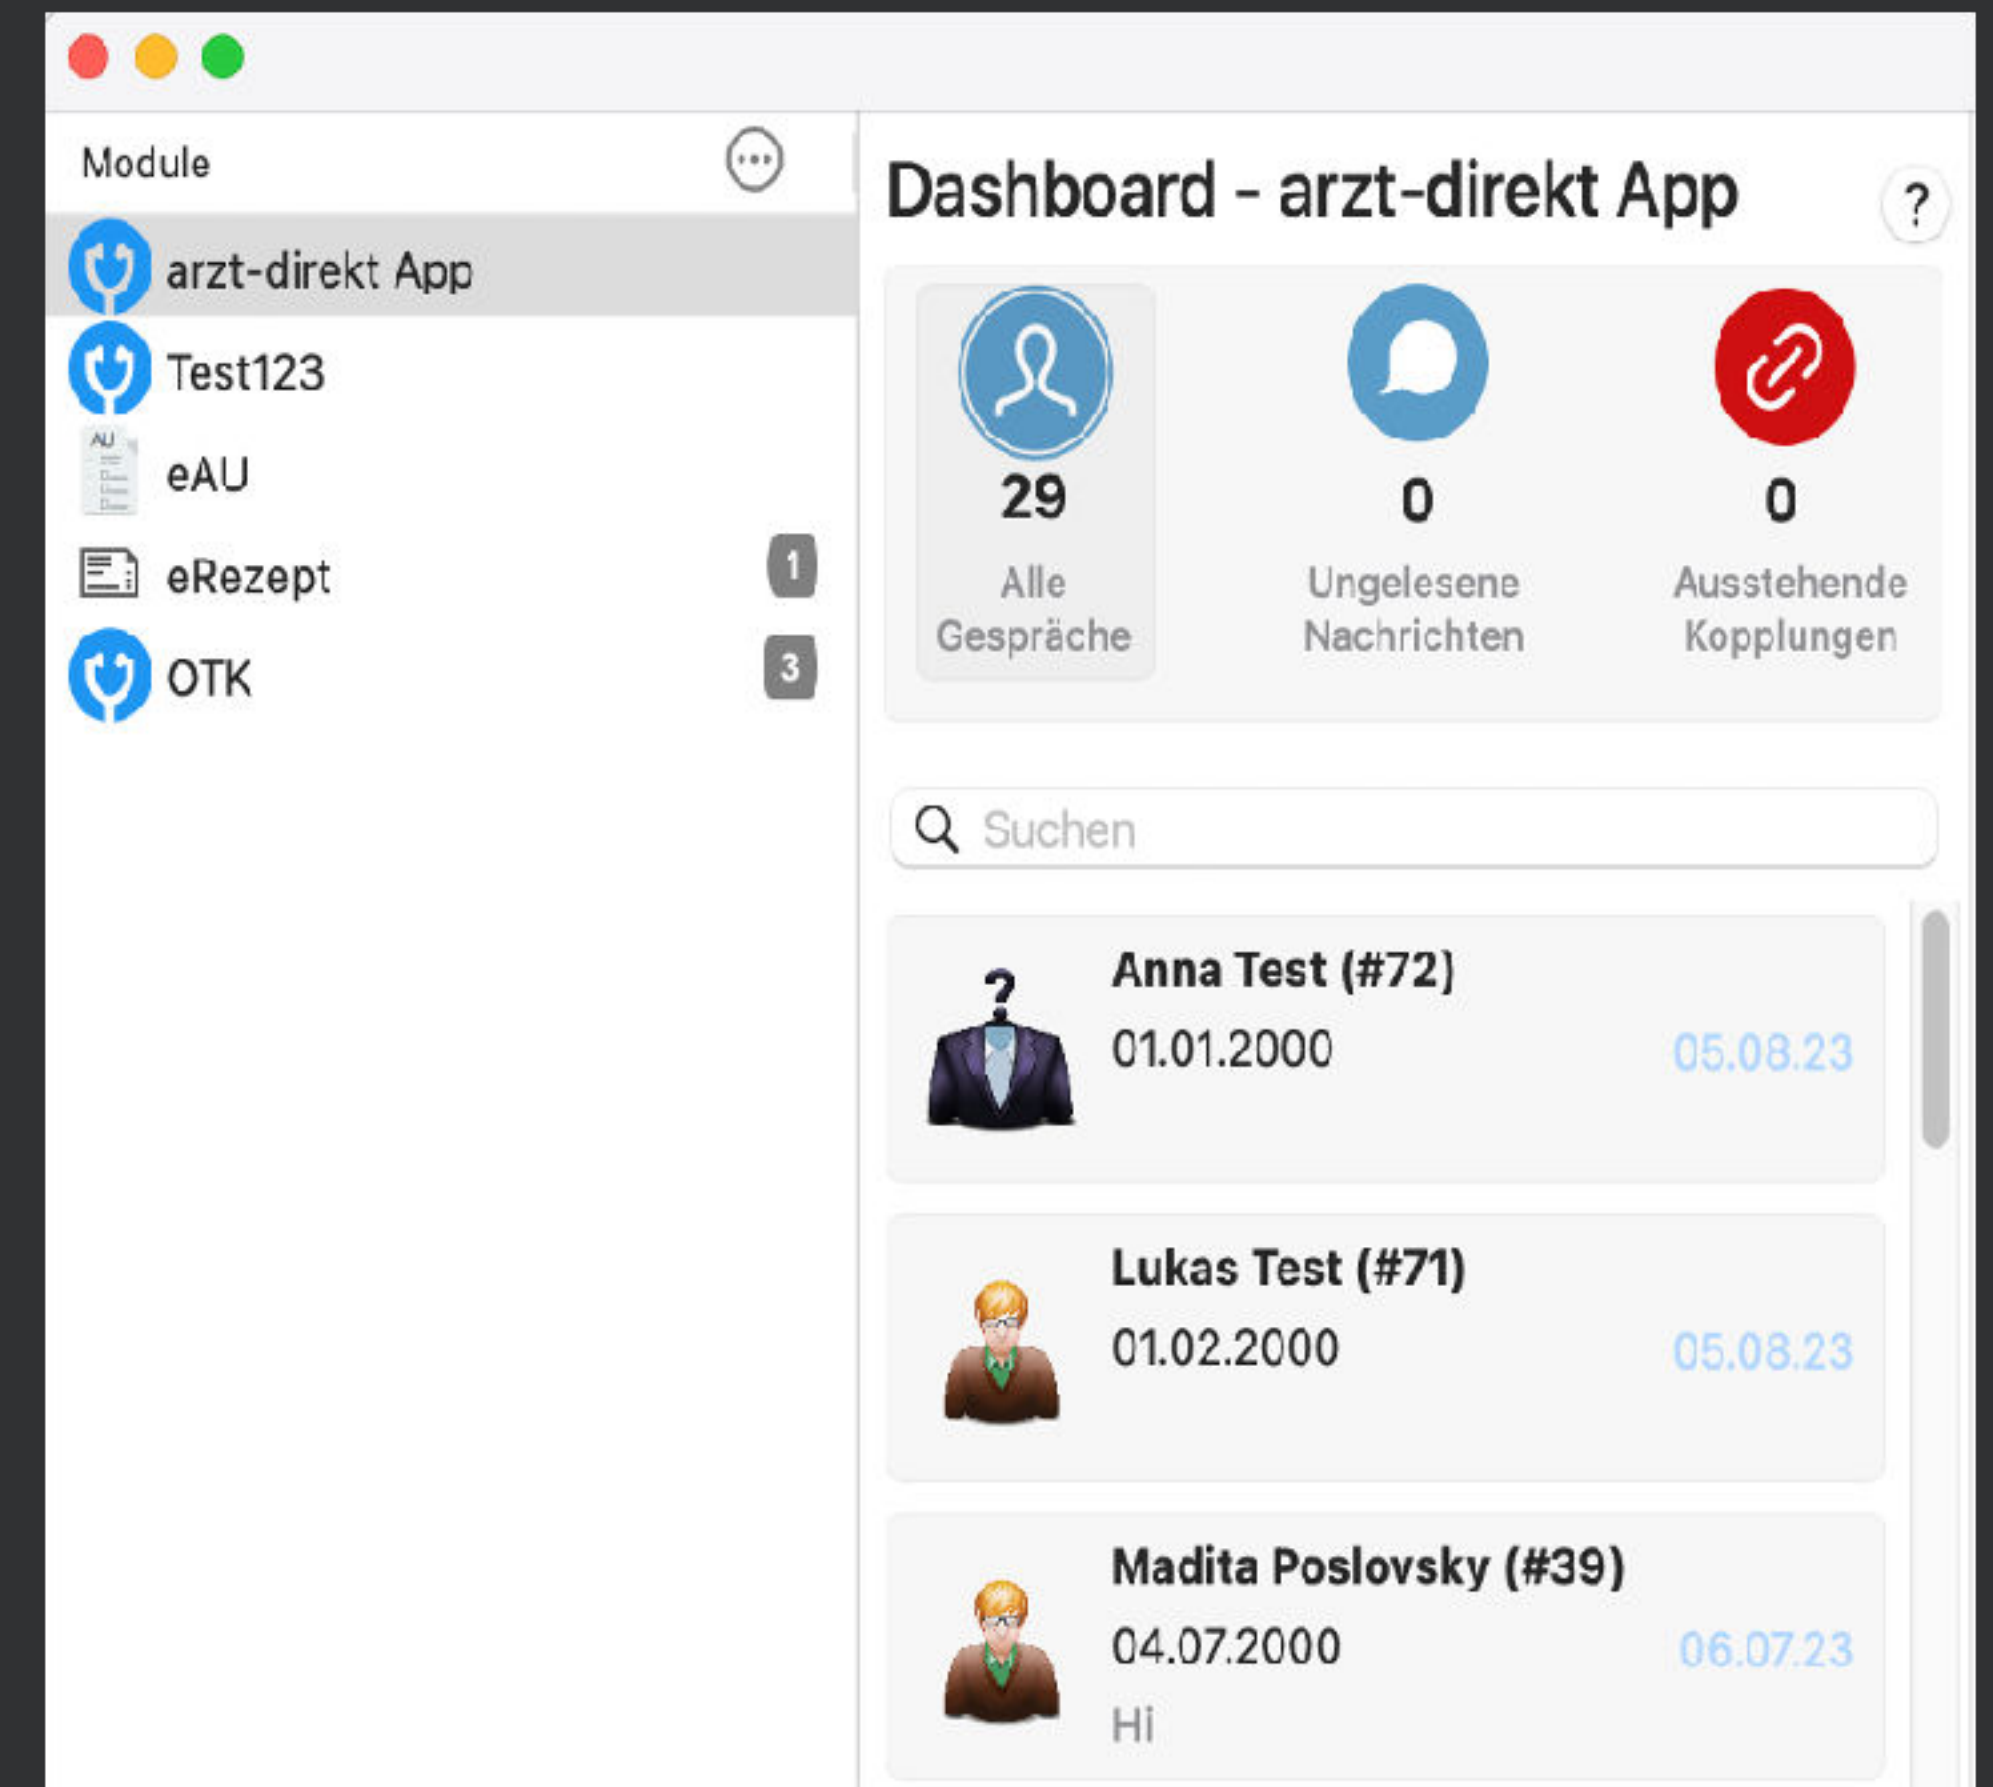 Module
arzt-direkt App
Test123
AU
eAU
eRezept
1
OTK
3
Dashboard - arzt-direkt App
?
29
Alle
Gespräche
0
Ungelesene
Nachrichten
0
Ausstehende
Kopplungen
Suchen
Anna Test (#72)
01.01.2000
05.08.23
Lukas Test (#71)
01.02.2000
05.08.23
Madita Poslovsky (#39)
04.07.2000
06.07.23
Hi